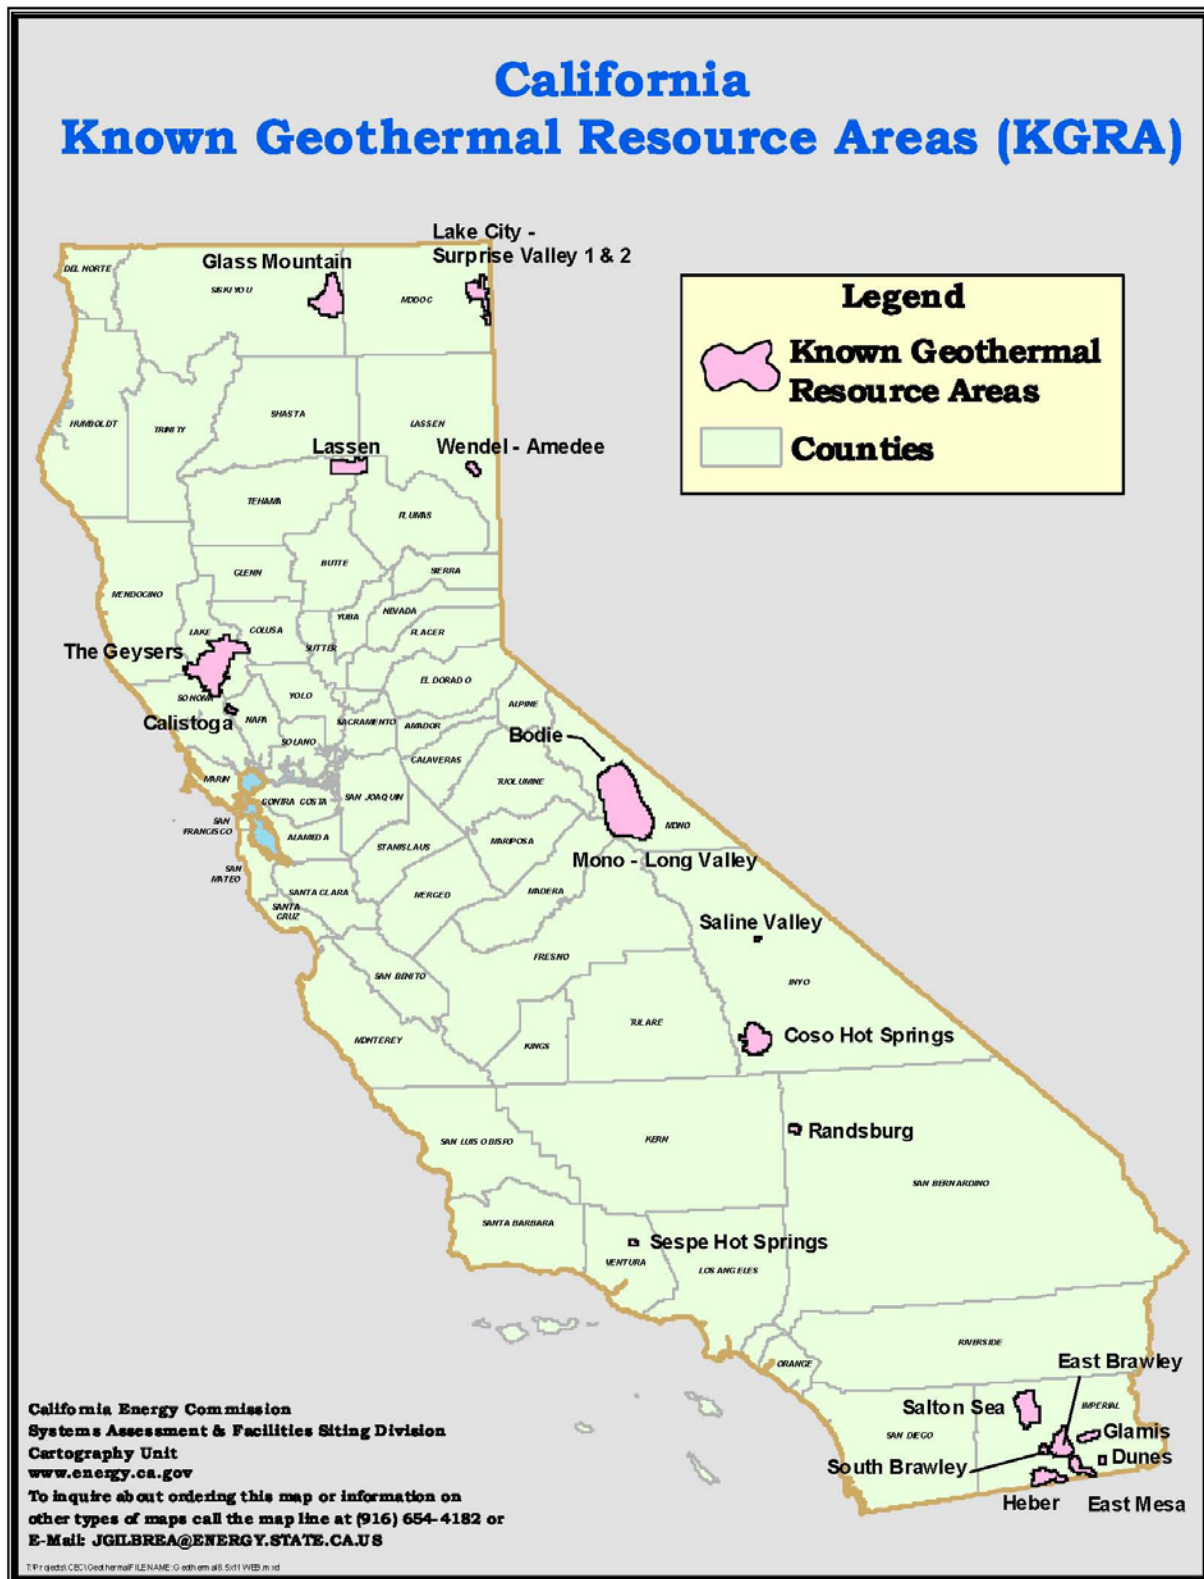 California
Known Geothermal Resource Areas (KGRA)
Lake City -
Surprise Valley 1 & 2
Glass Mountain
DEL NORTE
SISKIYOU
MODOC
Legend
Known Geothermal
Resource Areas
Counties
HUMBOLDT
TRINITY
SHASTA
LASSEN
Lassen
Wendel - Amedee
TEHAMA
PLUMAS
MENDOCINO
GLENN
BUTTE
SIERRA
LAKE
COLUSA
YUBA
NEVADA
PLACER
SUTTER
The Geysers
EL DORADO
SONOMA
YOLO
Calistoga
NAPA
SACRAMENTO
AMADOR
ALPINE
SOLANO
Bodie
CALAVERAS
TUOLUMNE
MARIN
CONTRA COSTA
SAN JOAQUIN
SAN
FRANCISCO
ALAMEDA
STANISLAUS
MARIPOSA
MONO
Mono - Long Valley
SAN
MATEO
SANTA CLARA
MERCED
MADERA
SANTA
CRUZ
Saline Valley
FRESNO
SAN BENITO
INYO
TULARE
MONTEREY
KINGS
Coso Hot Springs
Randsburg
SAN LUIS OBISPO
KERN
SAN BERNARDINO
SANTA BARBARA
Sespe Hot Springs
VENTURA
LOS ANGELES
RIVERSIDE
ORANGE
East Brawley
Salton Sea
IMPERIAL
SAN DIEGO
Glamis
South Brawley
Dunes
Heber
East Mesa
California Energy Commission
Systems Assessment & Facilities Siting Division
Cartography Unit
www.energy.ca.gov
To inquire about ordering this map or information on
other types of maps call the map line at (916) 654-4182 or
E-Mail: JGILBREA@ENERGY.STATE.CA.US